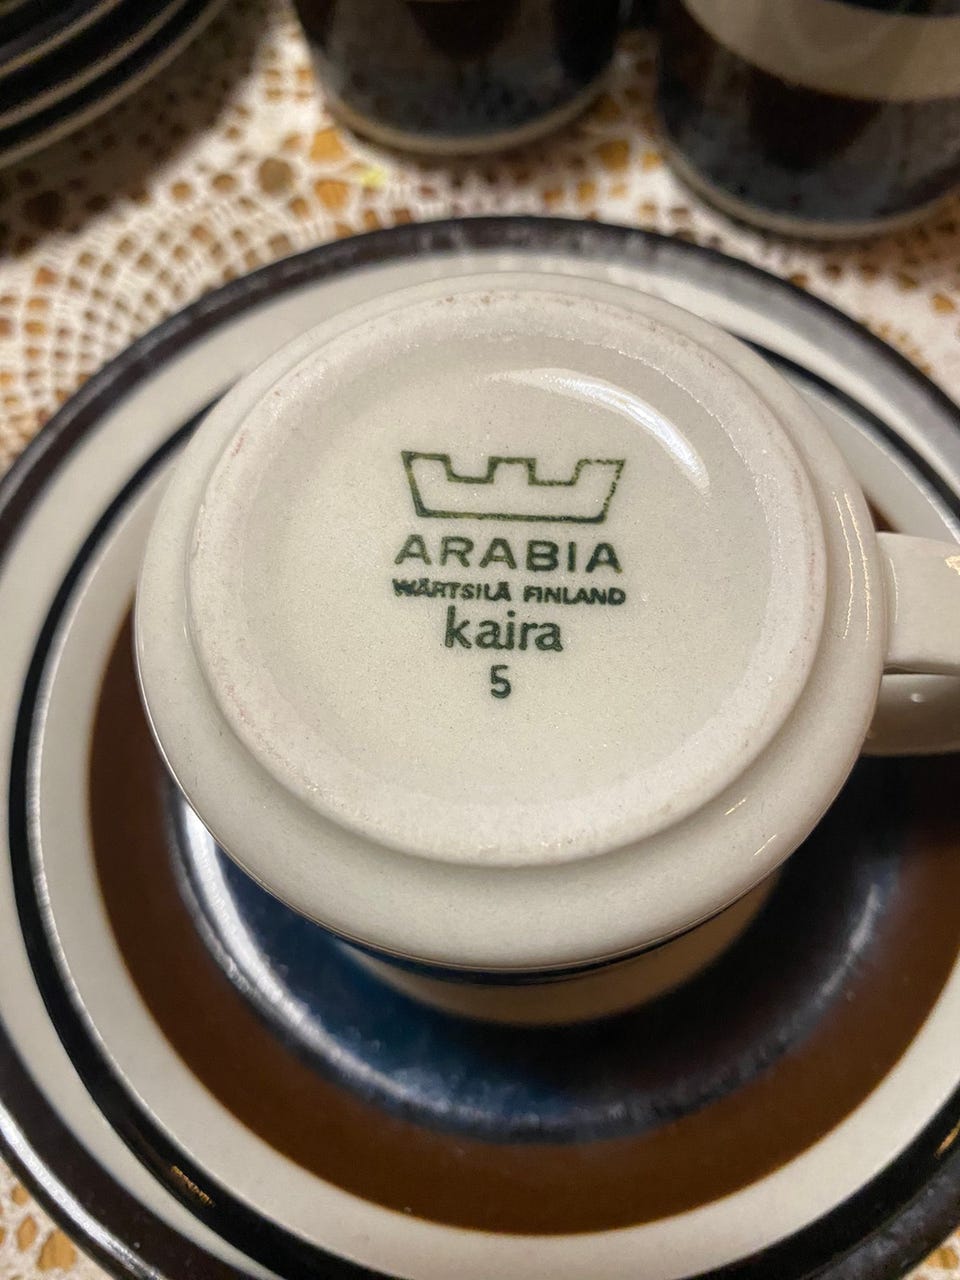 ARABIA
WÄRTSILÄ FINLAND
kaira
5